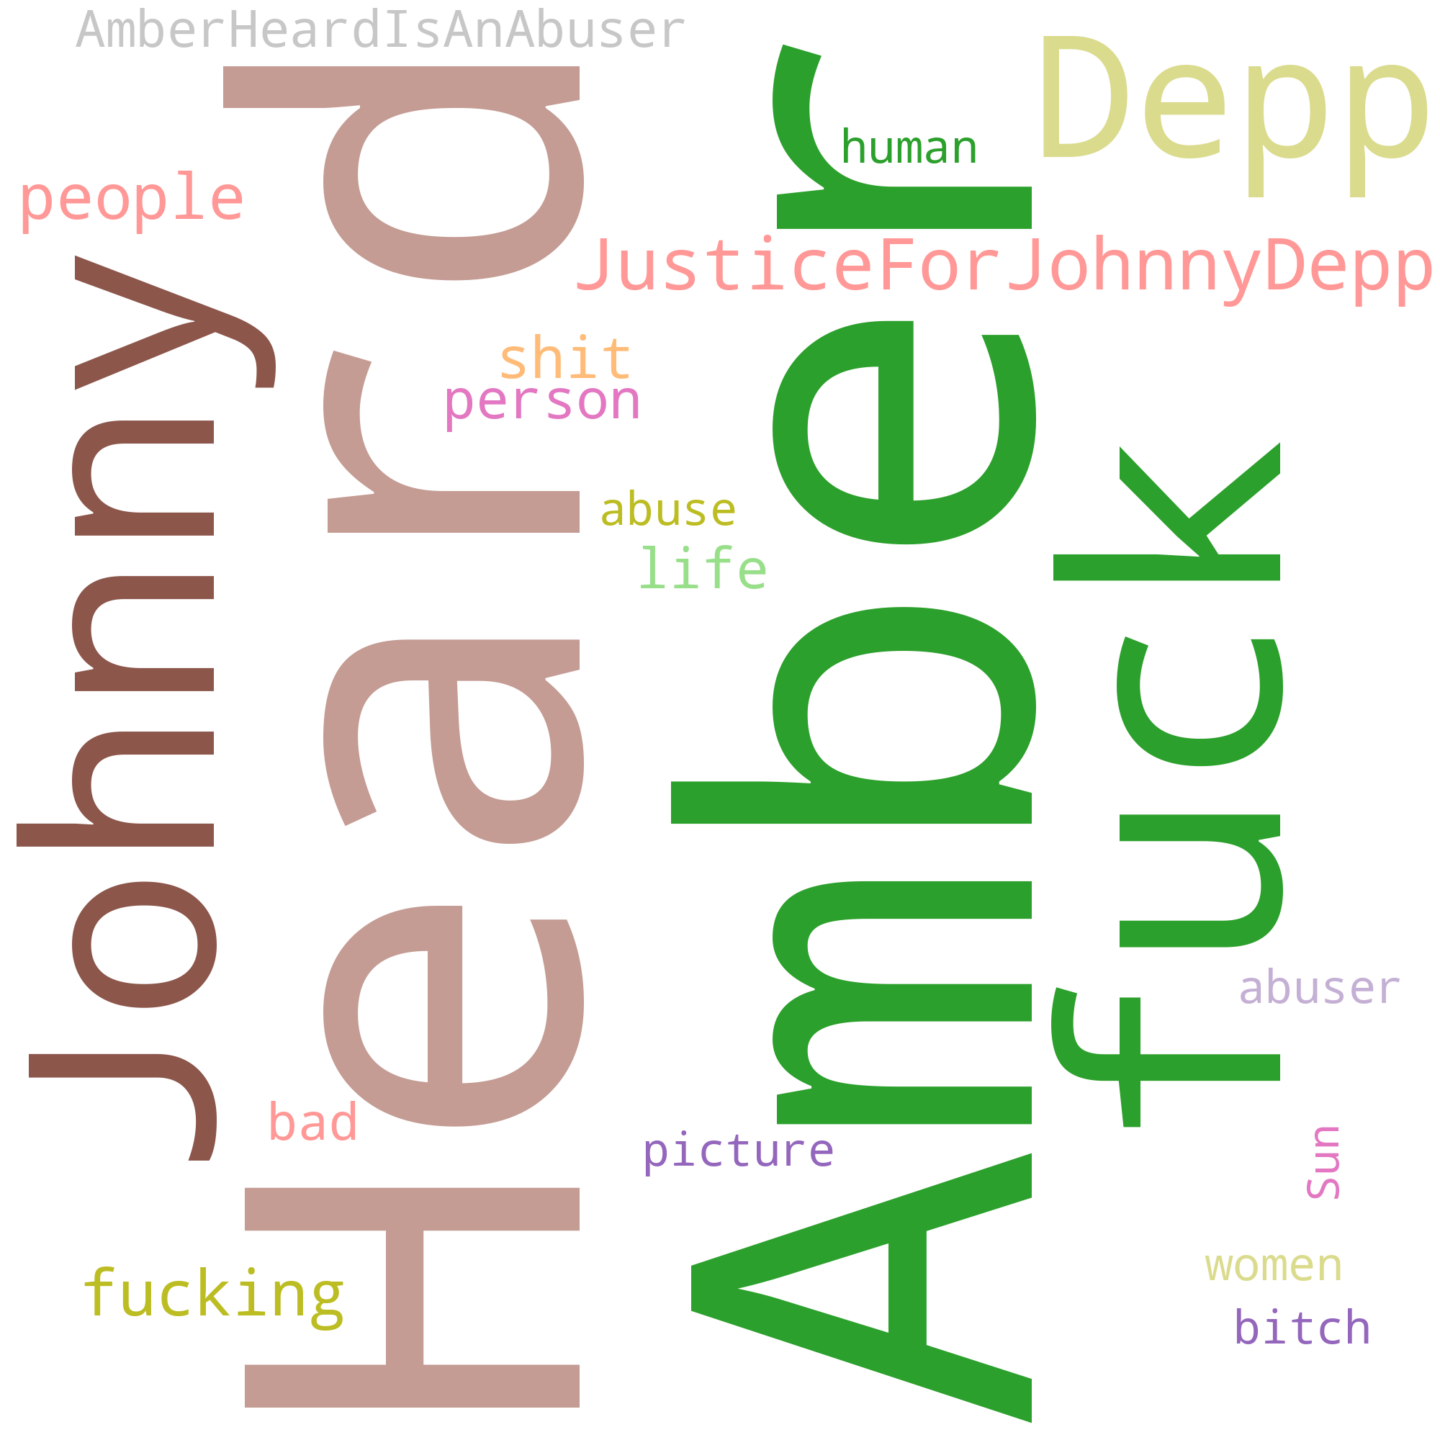 AmberHeardIsAnAbuser
Depp
human
people
JusticeForJohnnyDepp
Johnny
Heard
Amber
shit
person
fuck
abuse
life
abuser
bad
picture
Sun
women
fucking
bitch